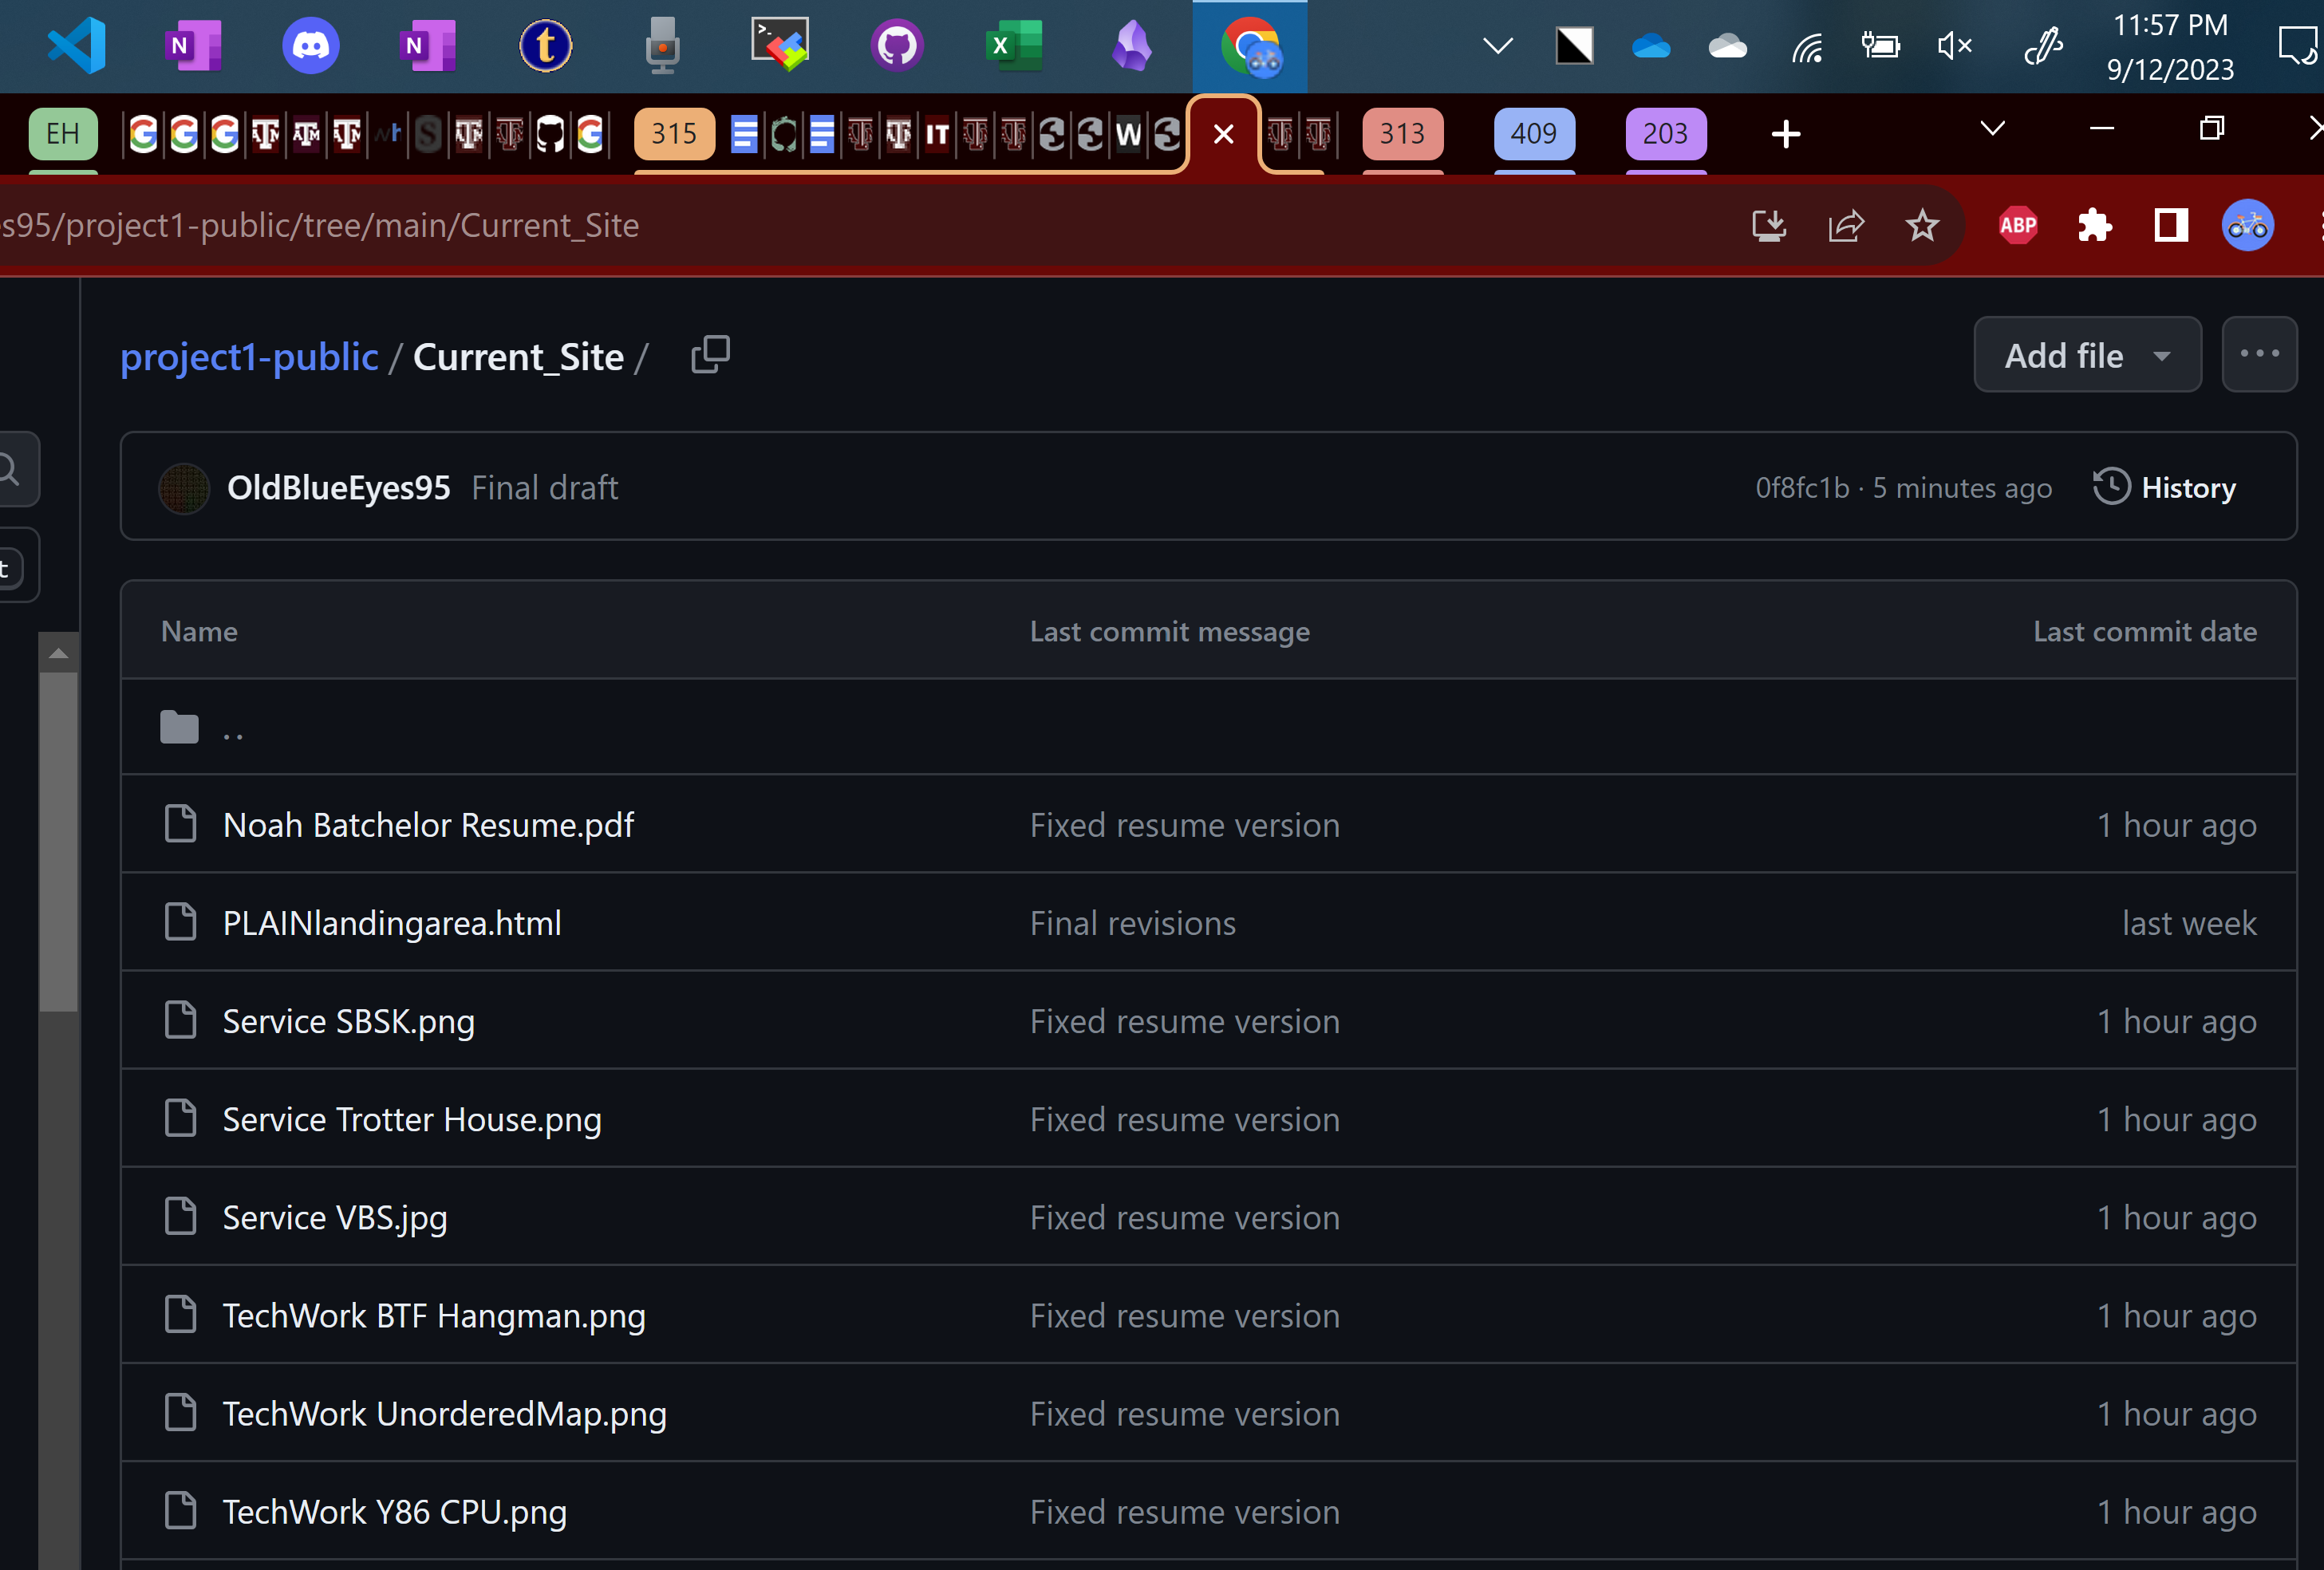 N N t X 11:57 PM
9/12/2023
EH 315 IT W 313 409 203
s95/project1-public/tree/main/Current_Site ABP
project1-public / Current_Site / Add file ...
OldBlueEyes95 Final draft 0f8fc1b · 5 minutes ago History
t
Name Last commit message Last commit date
..
Noah Batchelor Resume.pdf Fixed resume version 1 hour ago
PLAINlandingarea.html Final revisions last week
Service SBSK.png Fixed resume version 1 hour ago
Service Trotter House.png Fixed resume version 1 hour ago
Service VBS.jpg Fixed resume version 1 hour ago
TechWork BTF Hangman.png Fixed resume version 1 hour ago
TechWork UnorderedMap.png Fixed resume version 1 hour ago
TechWork Y86 CPU.png Fixed resume version 1 hour ago